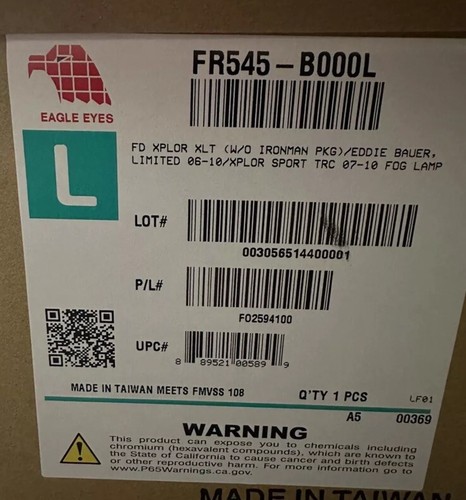 FR545-B000L
EAGLE EYES
L
FD XPLOR XLT (W/O IRONMAN PKG)/EDDIE BAUER,
LIMITED 06-10/XPLOR SPORT TRC 07-10 FOG LAMP
LOT#
003056514400001
P/L#
FO2594100
UPC#
8 89521 00589 9
MADE IN TAIWAN MEETS FMVSS 108
Q'TY 1 PCS
LF01
A5 00369
WARNING
This product can expose you to chemicals including
chromium (hexavalent compounds), which are known to
the State of California to cause cancer and birth defects
or other reproductive harm. For more information go to
www.P65Warnings.ca.gov.
MADE IN TAIWAN